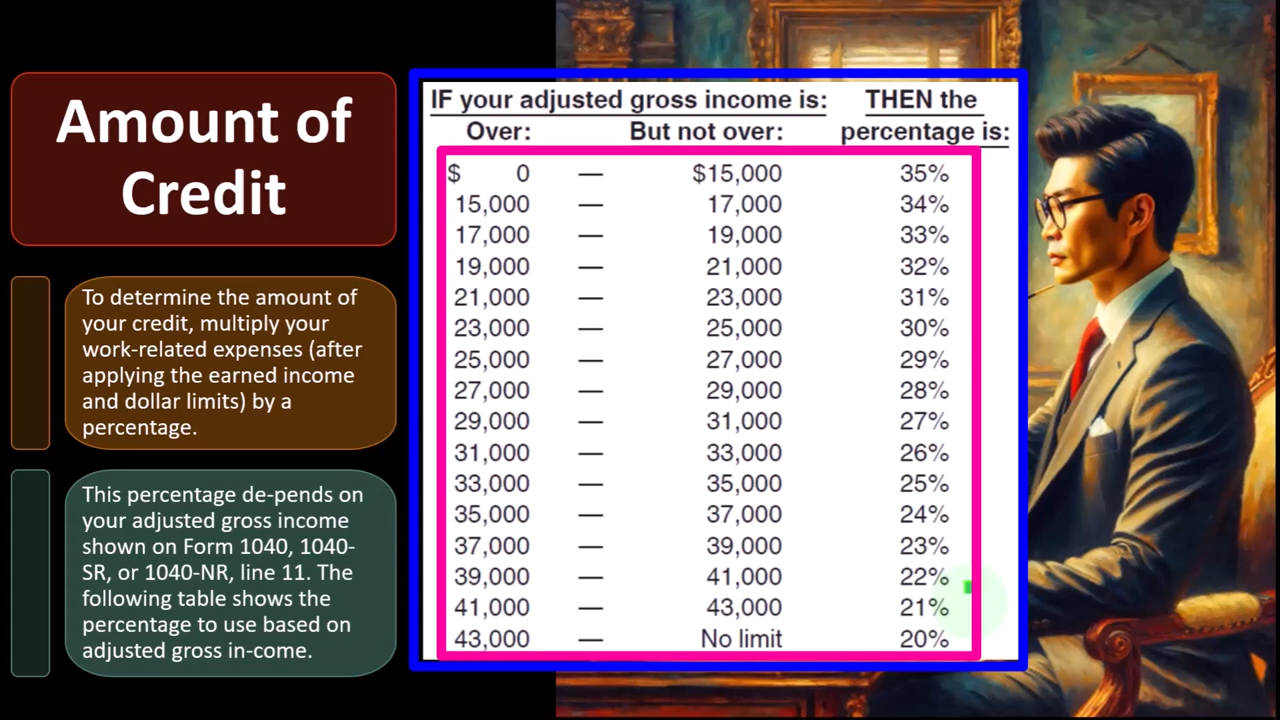 Amount of
Credit
To determine the amount of
your credit, multiply your
work-related expenses (after
applying the earned income
and dollar limits) by a
percentage.
This percentage de-pends on
your adjusted gross income
shown on Form 1040, 1040-
SR, or 1040-NR, line 11. The
following table shows the
percentage to use based on
adjusted gross in-come.
IF your adjusted gross income is: THEN the
Over: But not over: percentage is:
$ 0 — $15,000 35%
15,000 — 17,000 34%
17,000 — 19,000 33%
19,000 — 21,000 32%
21,000 — 23,000 31%
23,000 — 25,000 30%
25,000 — 27,000 29%
27,000 — 29,000 28%
29,000 — 31,000 27%
31,000 — 33,000 26%
33,000 — 35,000 25%
35,000 — 37,000 24%
37,000 — 39,000 23%
39,000 — 41,000 22%
41,000 — 43,000 21%
43,000 — No limit 20%